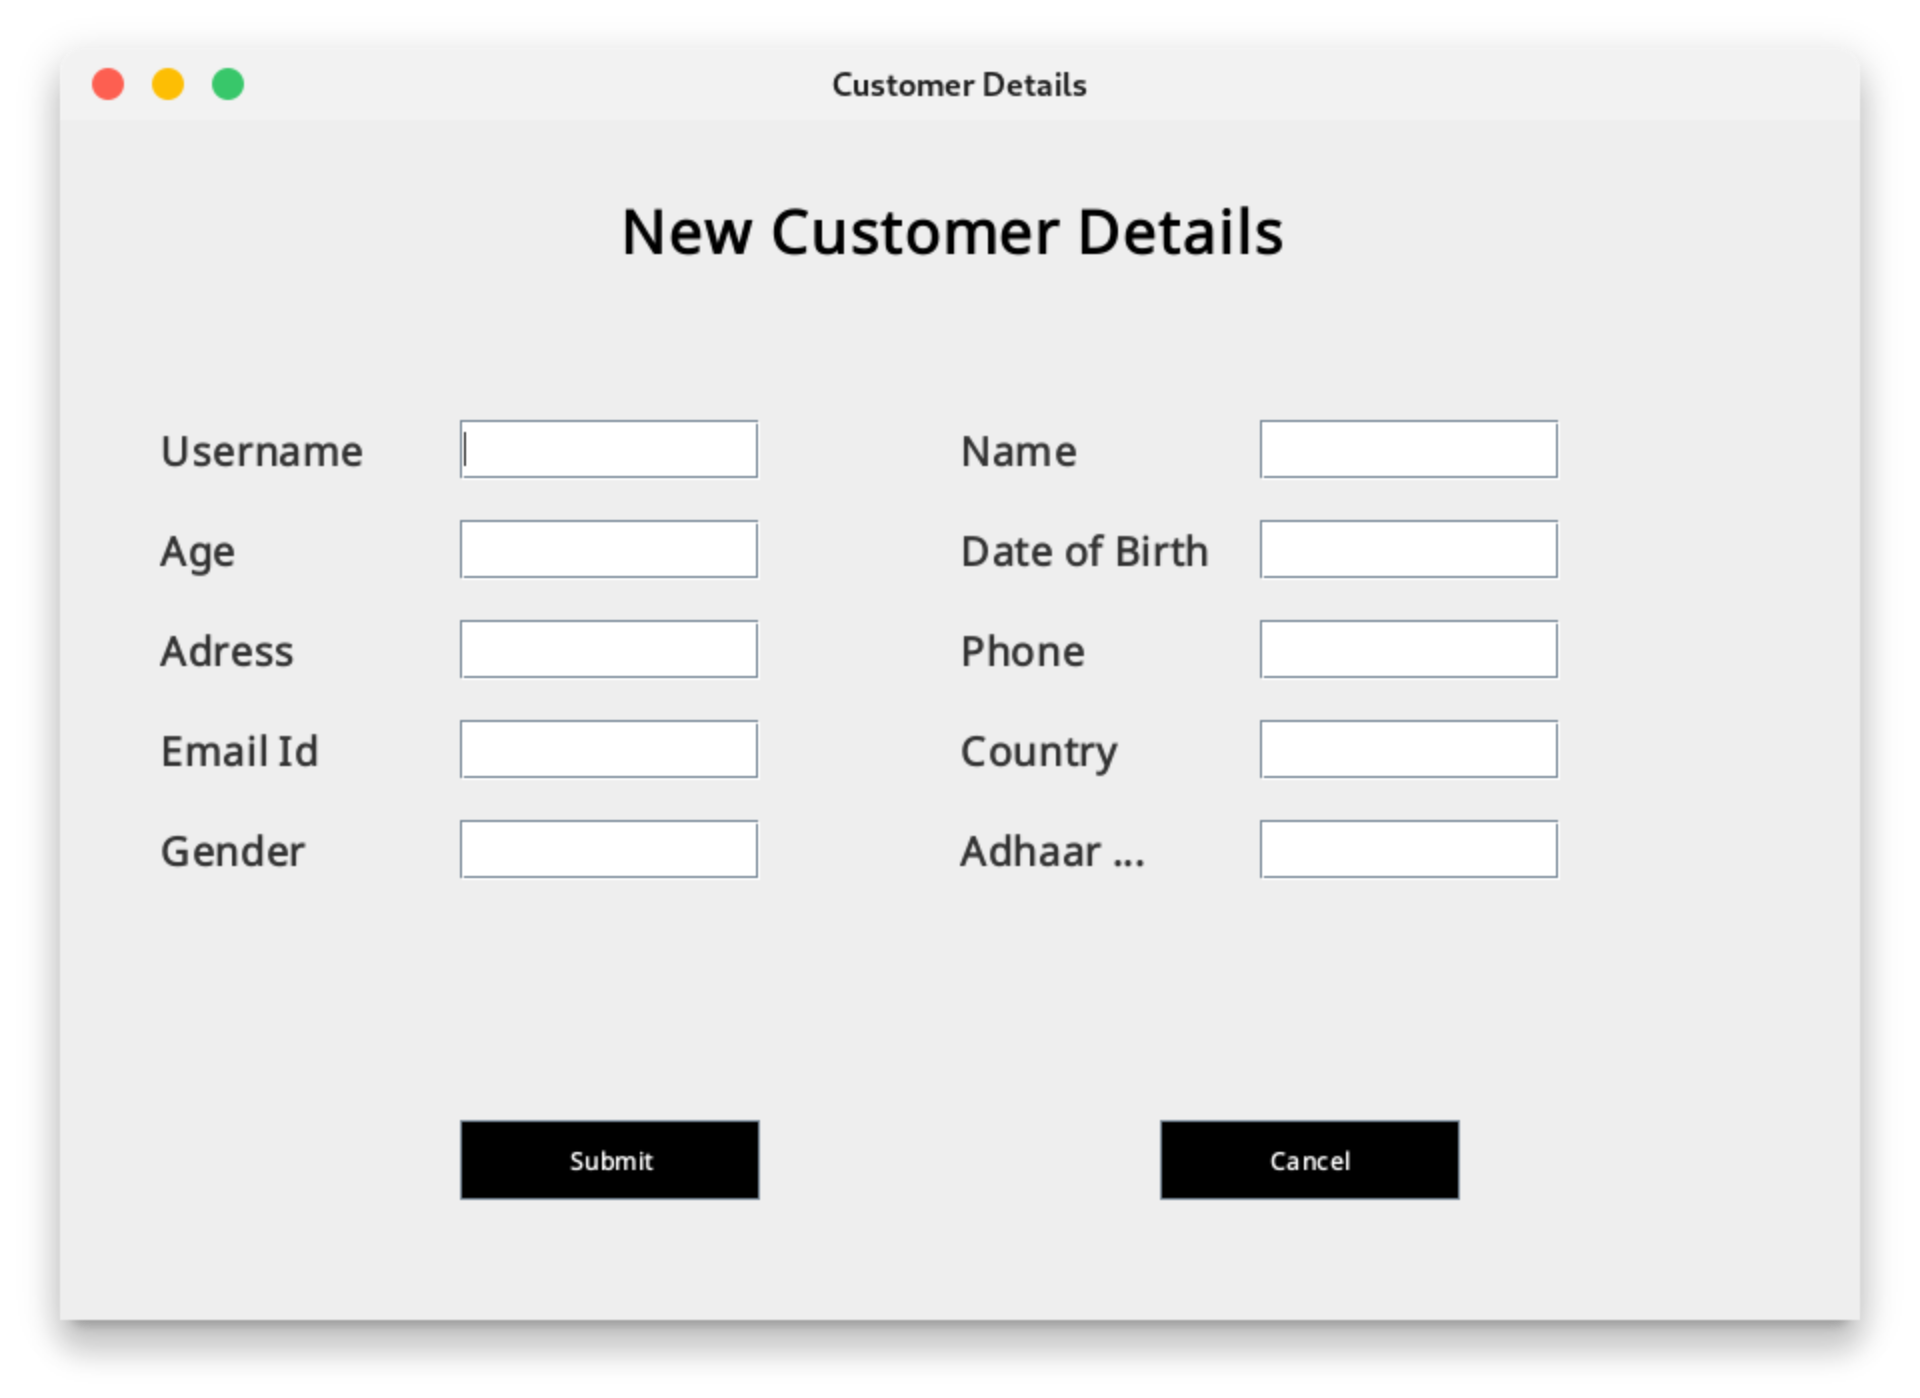 Customer Details
New Customer Details
Username
Name
Age
Date of Birth
Adress
Phone
Email Id
Country
Gender
Adhaar ...
Submit
Cancel